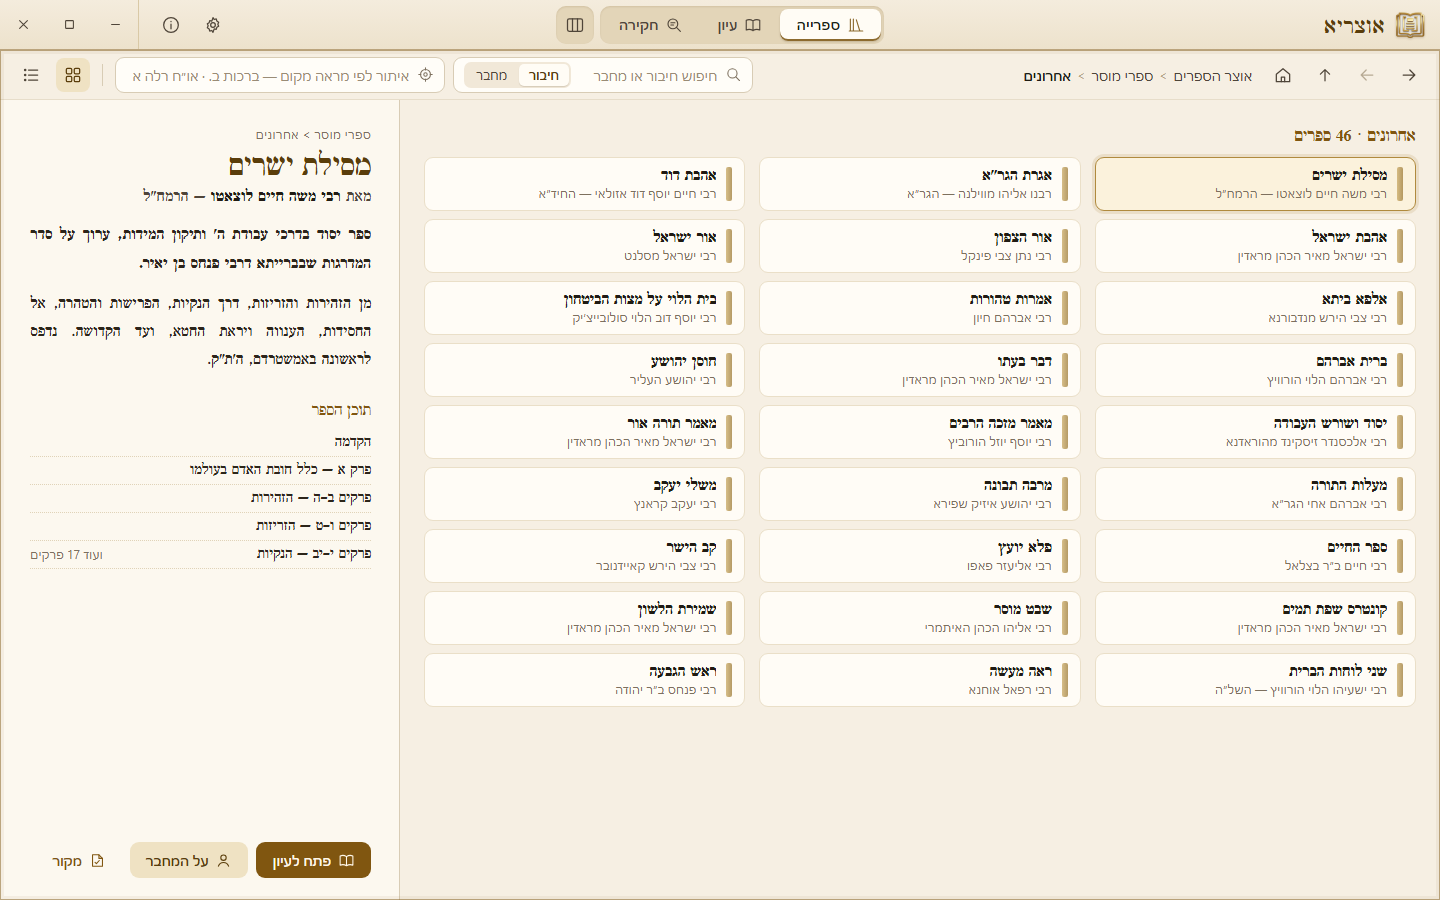 אוצריא
ספרייה
עיון
חקירה
אוצר הספרים > ספרי מוסר > אחרונים
חיפוש חיבור או מחבר
חיבור
מחבר
איתור לפי מראה מקום — ברכות ב. · או״ח רלה א
אחרונים · 46 ספרים
מסילת ישרים
רבי משה חיים לוצאטו — הרמח״ל
אגרת הגר״א
רבנו אליהו מווילנה — הגר״א
אהבת דוד
רבי חיים יוסף דוד אזולאי — החיד״א
אהבת ישראל
רבי ישראל מאיר הכהן מראדין
אור הצפון
רבי נתן צבי פינקל
אור ישראל
רבי ישראל מסלנט
אלפא ביתא
רבי צבי הירש מנדבורנא
אמרות טהורות
רבי אברהם חיון
בית הלוי על מצות הביטחון
רבי יוסף דוב הלוי סולובייצ׳יק
ברית אברהם
רבי אברהם הלוי הורוויץ
דבר בעתו
רבי ישראל מאיר הכהן מראדין
חוסן יהושע
רבי יהושע העליר
יסוד ושורש העבודה
רבי אלכסנדר זיסקינד מהוראדנא
מאמר מזכה הרבים
רבי יוסף יוזל הורוביץ
מאמר תורה אור
רבי ישראל מאיר הכהן מראדין
מעלות התורה
רבי אברהם אחי הגר״א
מרכה תבונה
רבי יהושע איזיק שפירא
משלי יעקב
רבי יעקב קראנץ
ספר החיים
רבי חיים ב״ר בצלאל
פלא יועץ
רבי אליעזר פאפו
קב הישר
רבי צבי הירש קאיידנובר
קונטרס שפת תמים
רבי ישראל מאיר הכהן מראדין
שבט מוסר
רבי אליהו הכהן האיתמרי
שמירת הלשון
רבי ישראל מאיר הכהן מראדין
שני לוחות הברית
רבי ישעיהו הלוי הורוויץ — השל״ה
ראה מעשה
רבי רפאל אוחנא
ראש הגבעה
רבי פנחס ב״ר יהודה
ספרי מוסר > אחרונים
מסילת ישרים
מאת רבי משה חיים לוצאטו — הרמח״ל
ספר יסוד בדרכי עבודת ה׳ ותיקון המידות, ערוך על סדר
המדרגות שבברייתא דרבי פנחס בן יאיר.
מן הזהירות והזריזות, דרך הנקיות, הפרישות והטהרה, אל
החסידות, הענווה ויראת החטא, ועד הקדושה. נדפס
לראשונה באמשטרדם, ה׳ת״ק.
תוכן הספר
הקדמה
פרק א — כלל חובת האדם בעולמו
פרקים ב–ה — הזהירות
פרקים ו–ט — הזריזות
פרקים י–יב — הנקיות
ועוד 17 פרקים
פתח לעיון
על המחבר
מקור